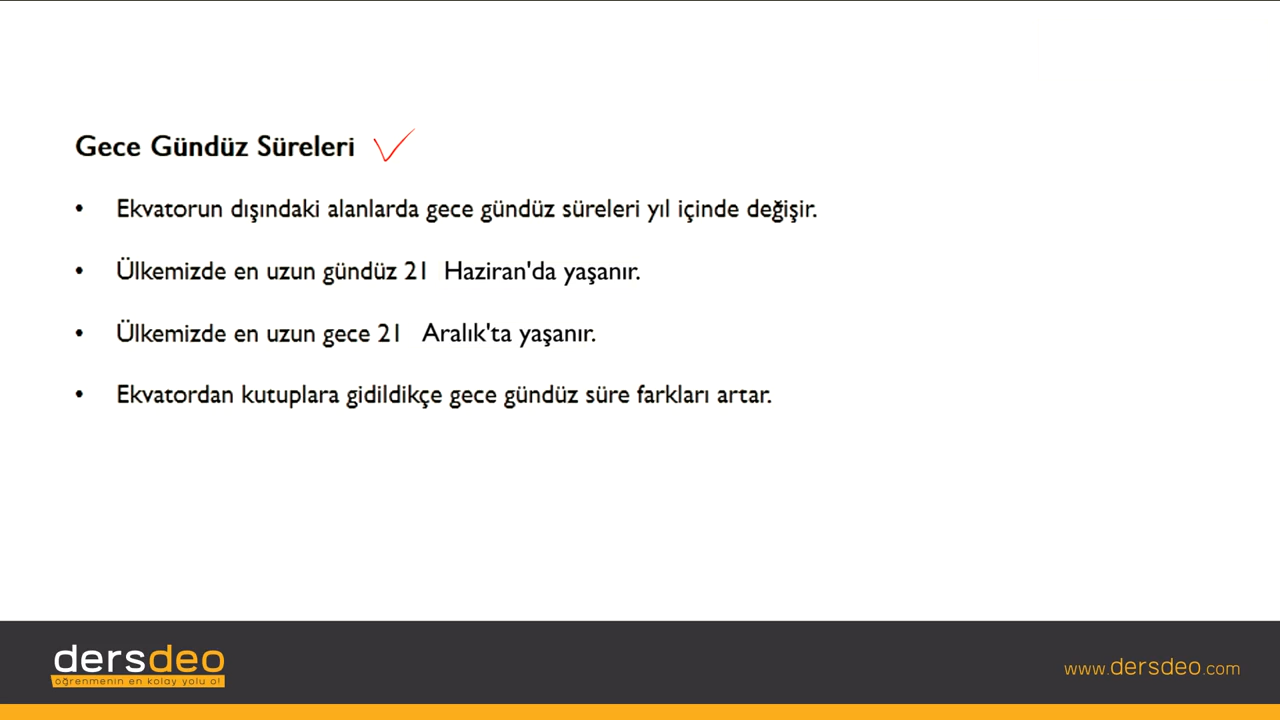 Gece Gündüz Süreleri
• Ekvatorun dışındaki alanlarda gece gündüz süreleri yıl içinde değişir.
• Ülkemizde en uzun gündüz 21 Haziran'da yaşanır.
• Ülkemizde en uzun gece 21 Aralık'ta yaşanır.
• Ekvatordan kutuplara gidildikçe gece gündüz süre farkları artar.
dersdeo
öğrenmenin en kolay yolu o!
www.dersdeo.com